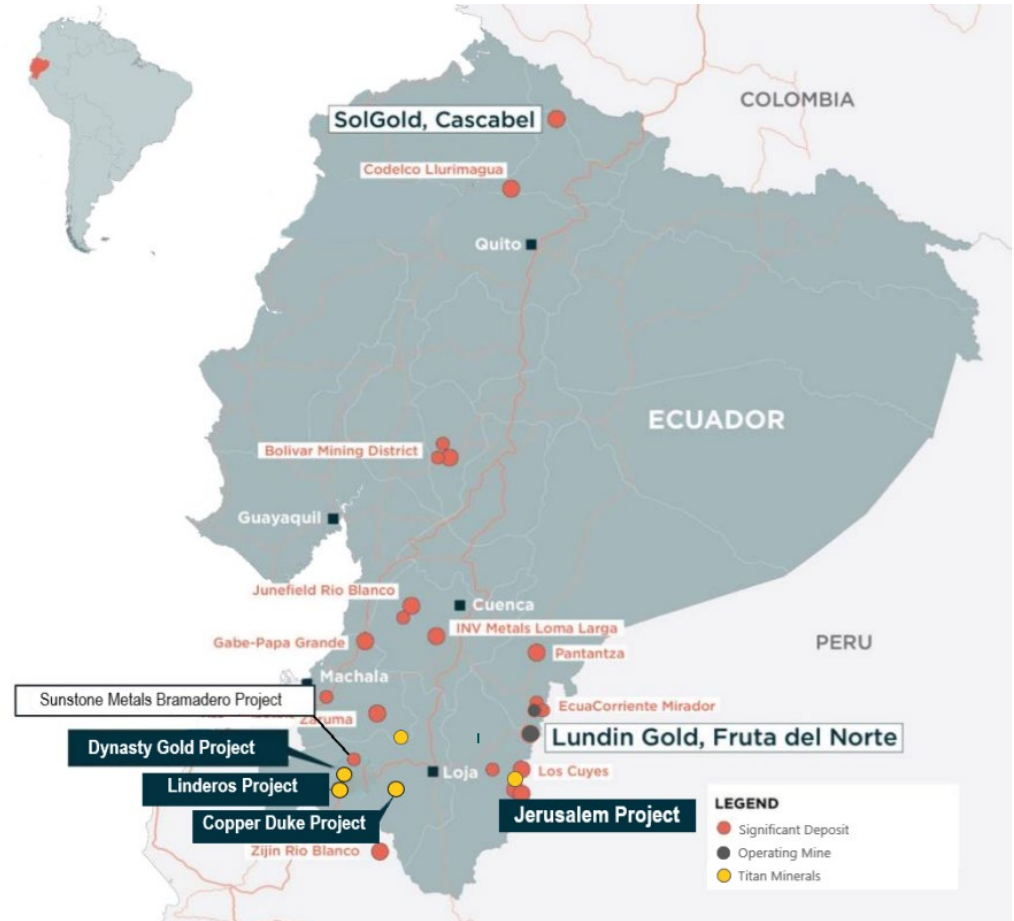 COLOMBIA
SolGold, Cascabel
Codelco Llurimagua
Quito
ECUADOR
Bolivar Mining District
Guayaquil
Junefield Rio Blanco
Cuenca
INV Metals Loma Larga
Gabe-Papa Grande
PERU
Pantantza
Machala
Sunstone Metals Bramadero Project
EcuaCorriente Mirador
Zaruma
Lundin Gold, Fruta del Norte
Dynasty Gold Project
Loja
Los Cuyes
Linderos Project
Copper Duke Project
Jerusalem Project
Zijin Rio Blanco
LEGEND
Significant Deposit
Operating Mine
Titan Minerals